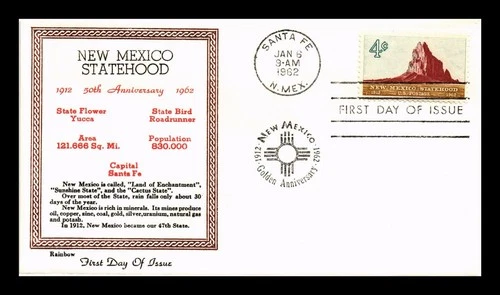 NEW MEXICO
STATEHOOD
1912 50th Anniversary 1962
State Flower
Yucca
State Bird
Roadrunner
Area
121.666 Sq. Mi.
Population
830.000
Capital
Santa Fe
New Mexico is called, "Land of Enchantment",
"Sunshine State", and the "Cactus State".
Over most of the State, rain falls only about 30
days of the year.
New Mexico is rich in minerals. Its mines produce
oil, copper, zinc, coal, gold, silver, uranium, natural gas
and potash.
In 1912, New Mexico became our 47th State.
Rainbow
First Day Of Issue
SANTA FE
JAN 6
9-AM
1962
N. MEX.
4¢
NEW MEXICO STATEHOOD
1912 U.S. POSTAGE 1962
FIRST DAY OF ISSUE
NEW MEXICO
1912 1962
Golden Anniversary